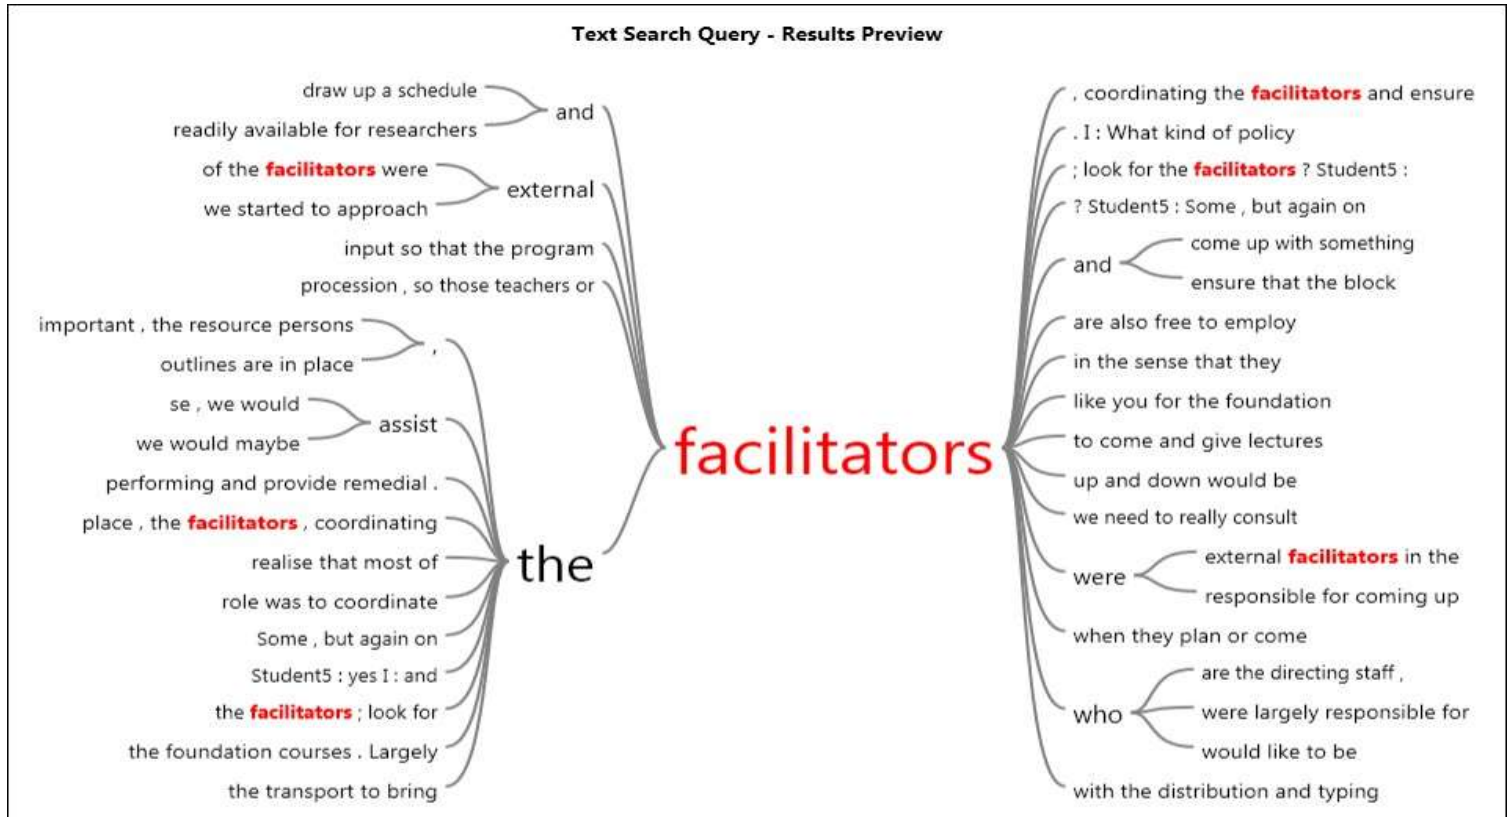 Text Search Query - Results Preview
draw up a schedule
readily available for researchers
and
of the facilitators were
we started to approach
external
input so that the program
procession , so those teachers or
important , the resource persons
outlines are in place
,
se , we would
we would maybe
assist
performing and provide remedial .
place , the facilitators , coordinating
realise that most of
role was to coordinate
Some , but again on
Student5 : yes I : and
the facilitators ; look for
the foundation courses . Largely
the transport to bring
the
facilitators
, coordinating the facilitators and ensure
. I : What kind of policy
; look for the facilitators ? Student5 :
? Student5 : Some , but again on
and
come up with something
ensure that the block
are also free to employ
in the sense that they
like you for the foundation
to come and give lectures
up and down would be
we need to really consult
were
external facilitators in the
responsible for coming up
when they plan or come
who
are the directing staff ,
were largely responsible for
would like to be
with the distribution and typing